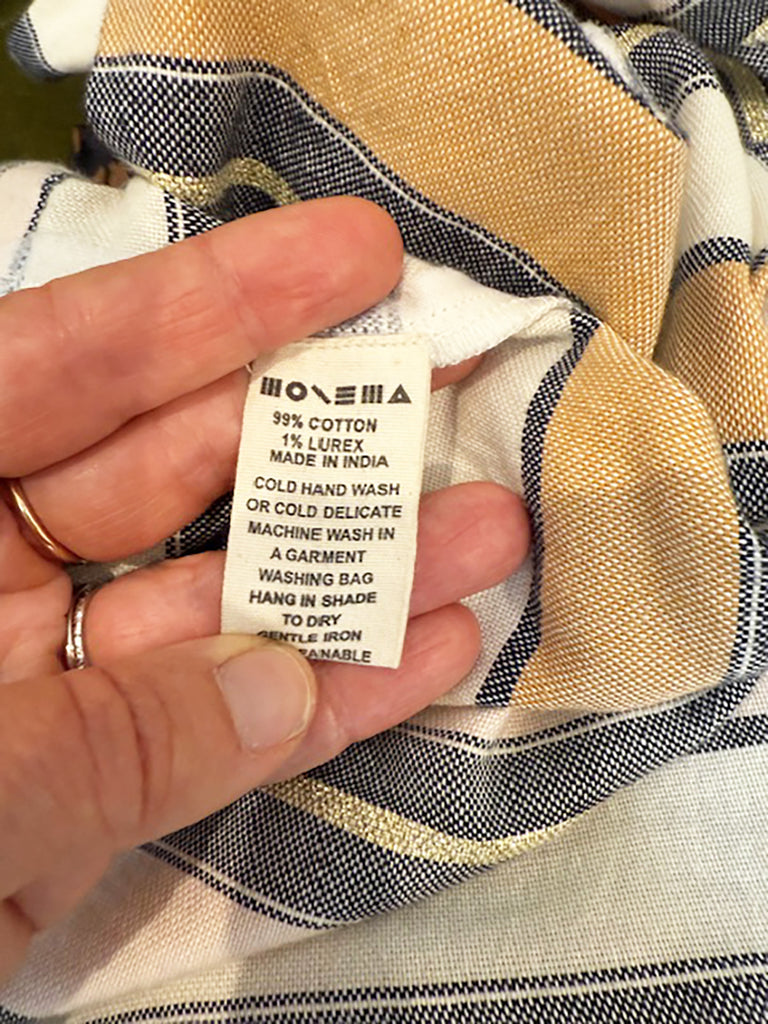 99% COTTON
1% LUREX
MADE IN INDIA
COLD HAND WASH
OR COLD DELICATE
MACHINE WASH IN
A GARMENT
WASHING BAG
HANG IN SHADE
TO DRY
GENTLE IRON
EANABLE